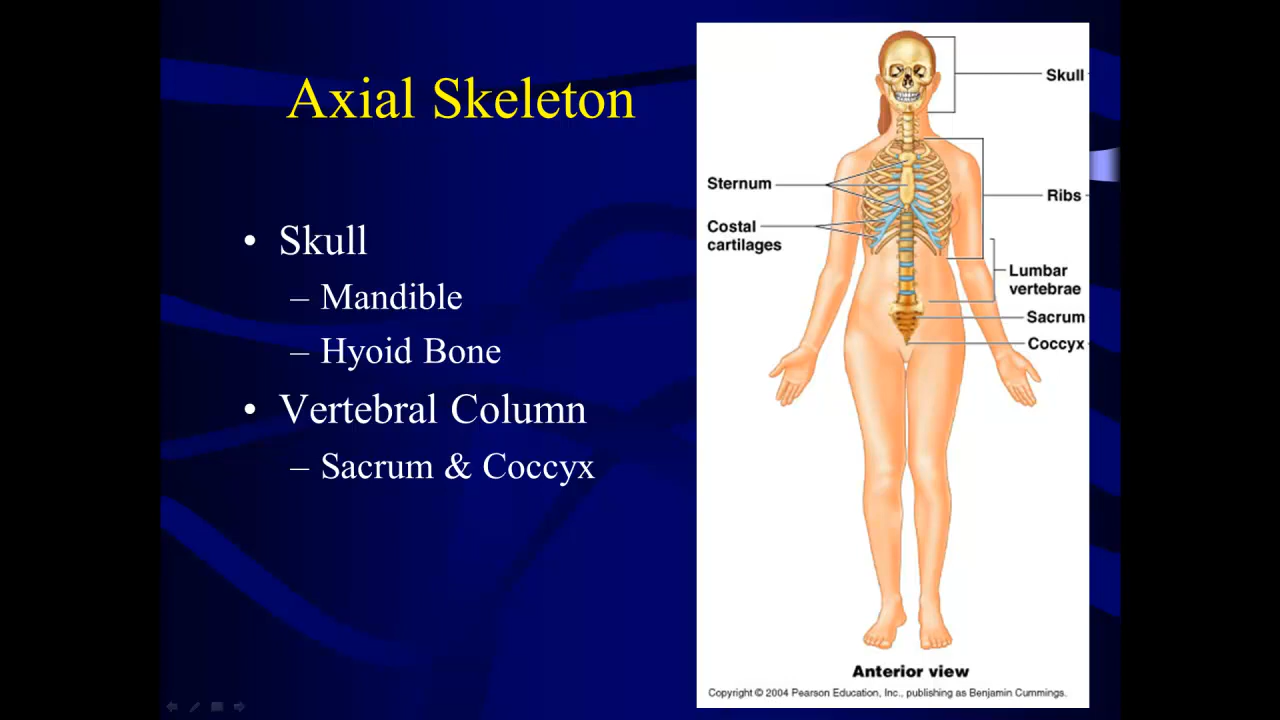 Axial Skeleton
• Skull
– Mandible
– Hyoid Bone
• Vertebral Column
– Sacrum & Coccyx
Skull
Sternum
Ribs
Costal
cartilages
Lumbar
vertebrae
Sacrum
Coccyx
Anterior view
Copyright © 2004 Pearson Education, Inc., publishing as Benjamin Cummings.